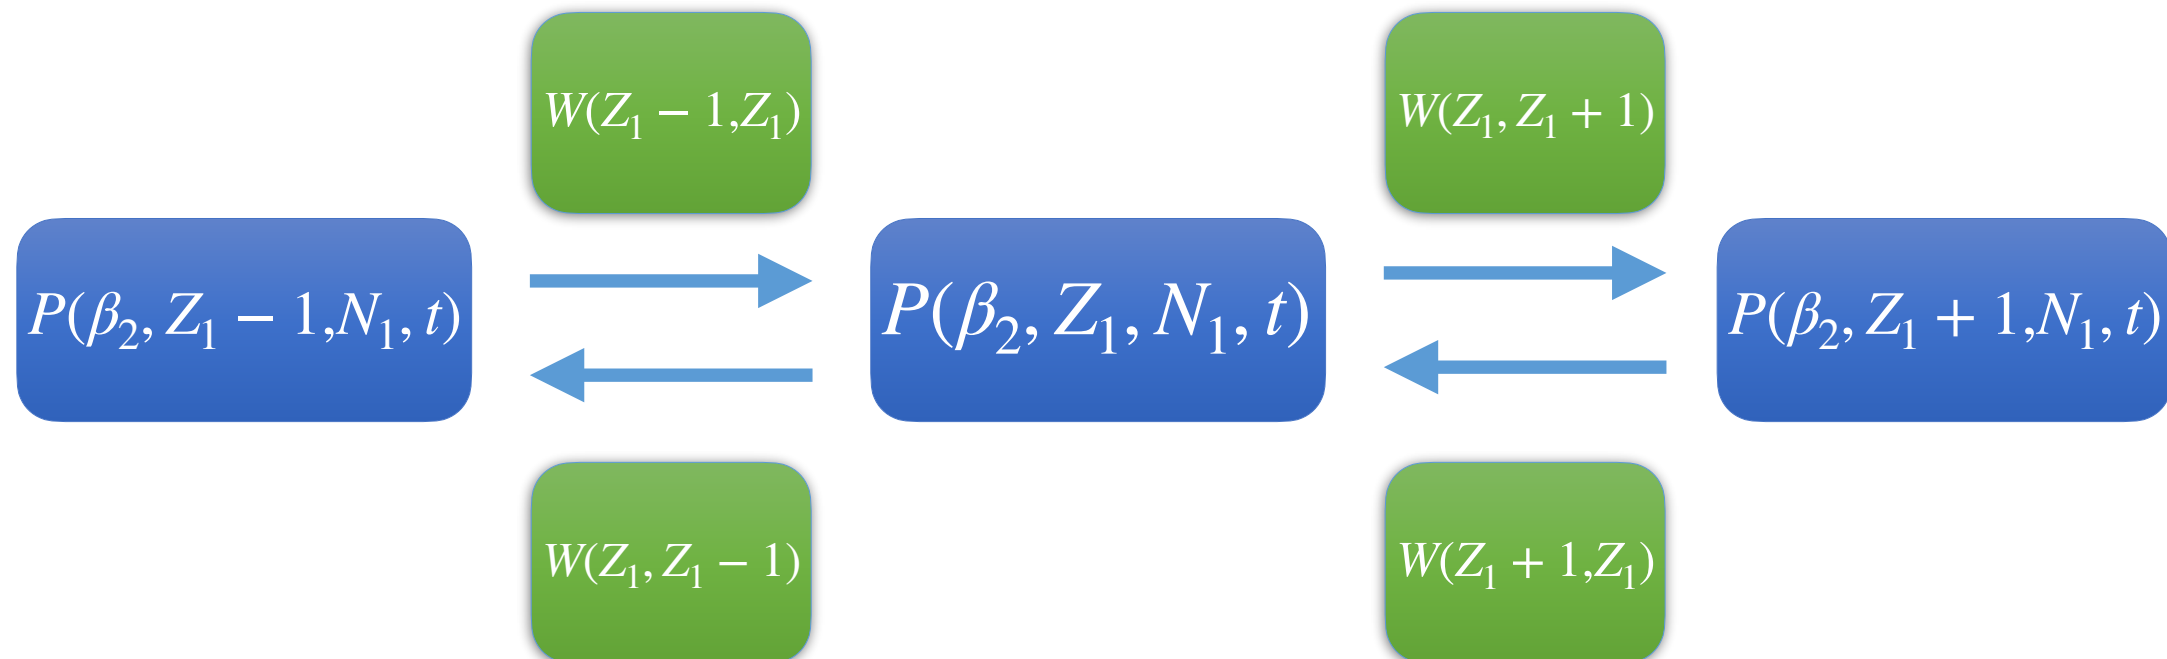 W(Z₁ − 1,Z₁)
W(Z₁, Z₁ + 1)
P(β₂, Z₁ − 1,N₁, t)
P(β₂, Z₁, N₁, t)
P(β₂, Z₁ + 1,N₁, t)
W(Z₁, Z₁ − 1)
W(Z₁ + 1,Z₁)